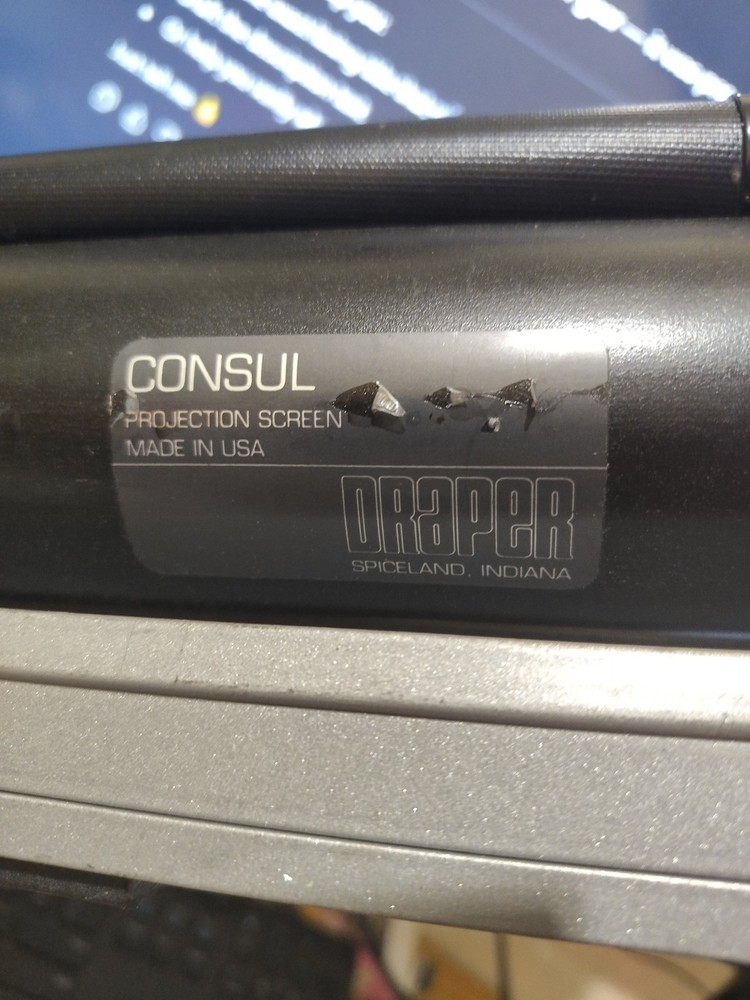 CONSUL
PROJECTION SCREEN
MADE IN USA
DRAPER
SPICELAND, INDIANA